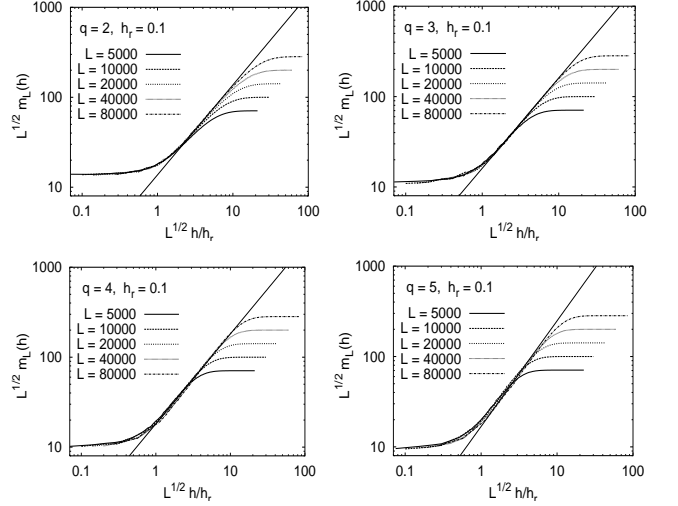 1000
100
10
L^{1/2} m_L(h)
q = 2, h_r = 0.1
L = 5000
L = 10000
L = 20000
L = 40000
L = 80000
0.1 1 10 100
L^{1/2} h/h_r
1000
100
10
L^{1/2} m_L(h)
q = 3, h_r = 0.1
L = 5000
L = 10000
L = 20000
L = 40000
L = 80000
0.1 1 10 100
L^{1/2} h/h_r
1000
100
10
L^{1/2} m_L(h)
q = 4, h_r = 0.1
L = 5000
L = 10000
L = 20000
L = 40000
L = 80000
0.1 1 10 100
L^{1/2} h/h_r
1000
100
10
L^{1/2} m_L(h)
q = 5, h_r = 0.1
L = 5000
L = 10000
L = 20000
L = 40000
L = 80000
0.1 1 10 100
L^{1/2} h/h_r